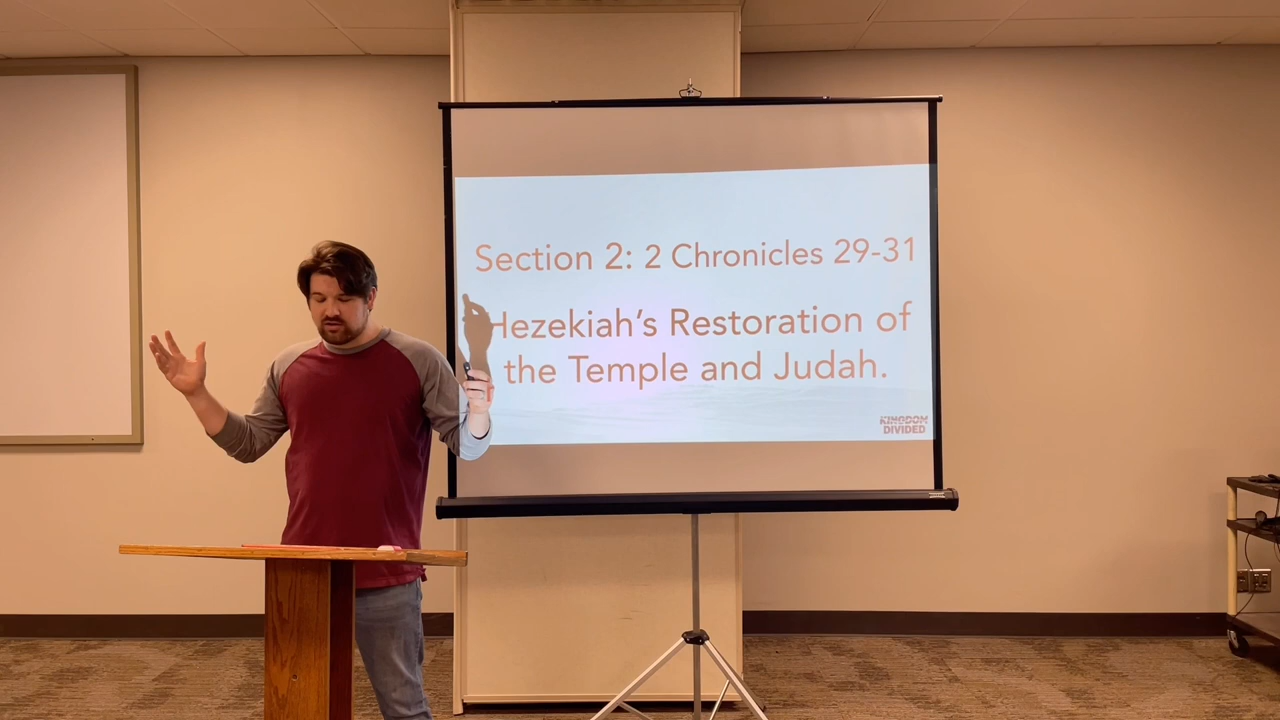 Section 2: 2 Chronicles 29-31
Hezekiah's Restoration of
the Temple and Judah.
KINGDOM
DIVIDED